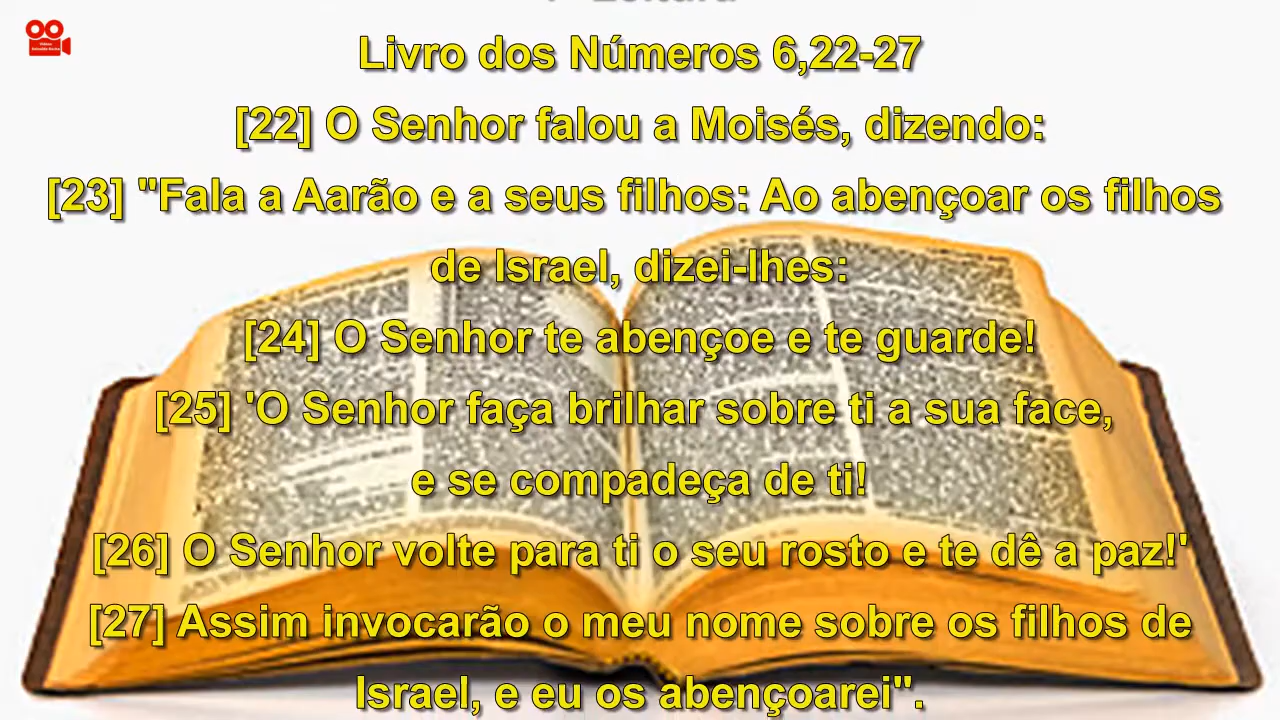 Livro dos Números 6,22-27
[22] O Senhor falou a Moisés, dizendo:
[23] "Fala a Aarão e a seus filhos: Ao abençoar os filhos
de Israel, dizei-lhes:
[24] O Senhor te abençoe e te guarde!
[25] 'O Senhor faça brilhar sobre ti a sua face,
e se compadeça de ti!
[26] O Senhor volte para ti o seu rosto e te dê a paz!'
[27] Assim invocarão o meu nome sobre os filhos de
Israel, e eu os abençoarei".